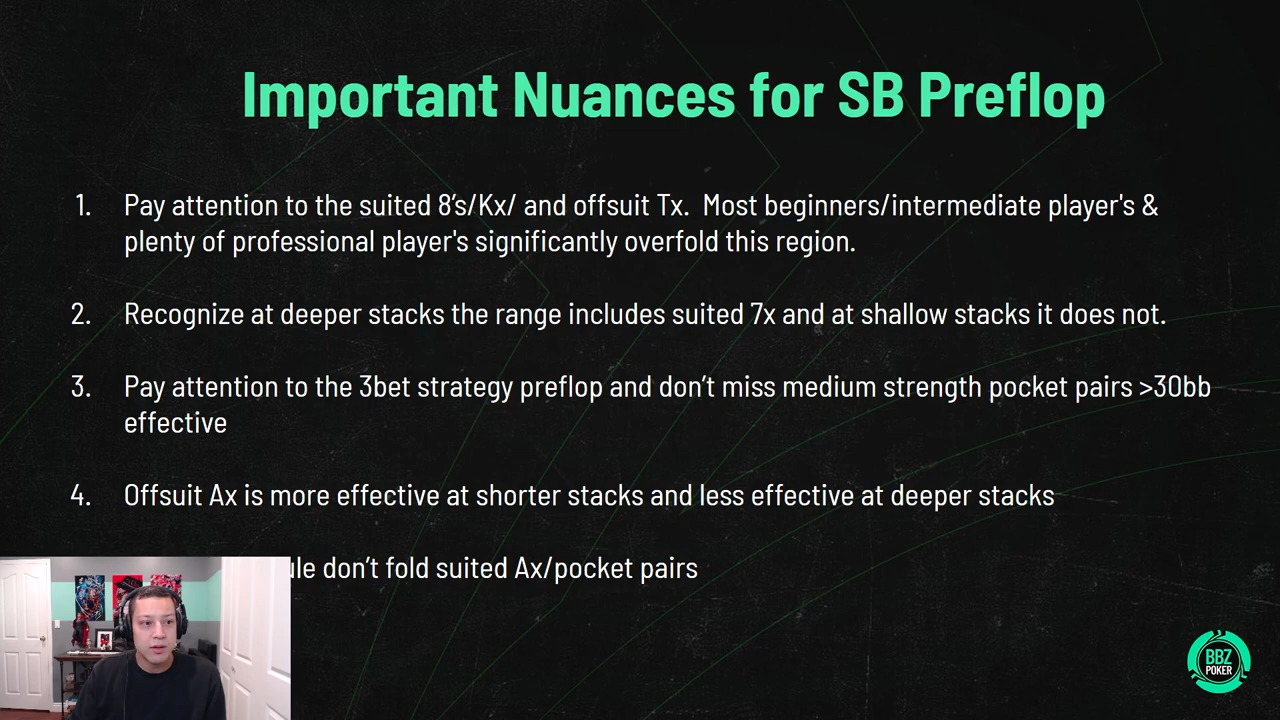 Important Nuances for SB Preflop
1. Pay attention to the suited 8's/Kx/ and offsuit Tx. Most beginners/intermediate player's &
plenty of professional player's significantly overfold this region.
2. Recognize at deeper stacks the range includes suited 7x and at shallow stacks it does not.
3. Pay attention to the 3bet strategy preflop and don't miss medium strength pocket pairs >30bb
effective
4. Offsuit Ax is more effective at shorter stacks and less effective at deeper stacks
don't fold suited Ax/pocket pairs
BBZ
POKER